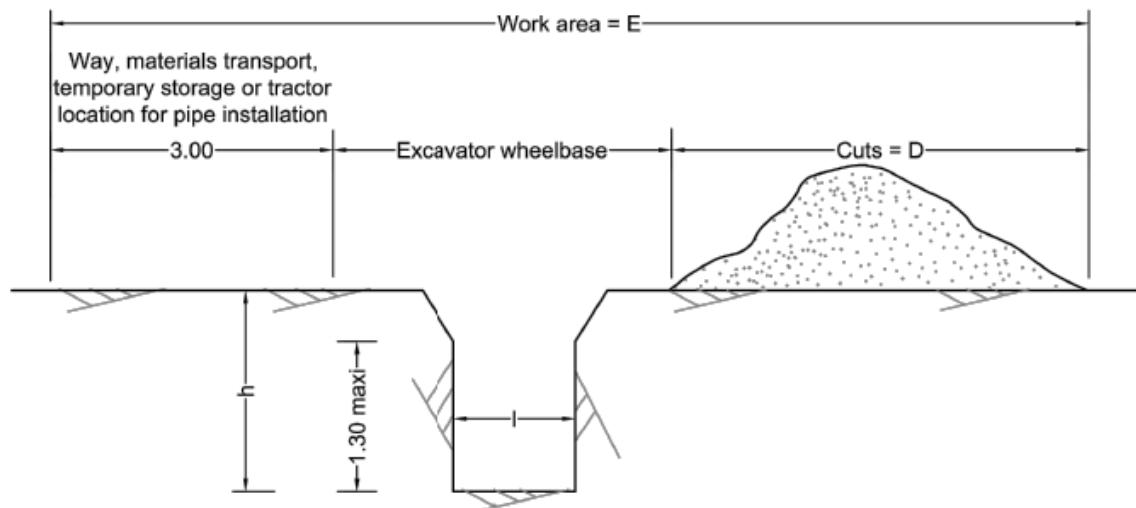 Work area = E
Way, materials transport,
temporary storage or tractor
location for pipe installation
3.00
Excavator wheelbase
Cuts = D
h
1.30 maxi
l